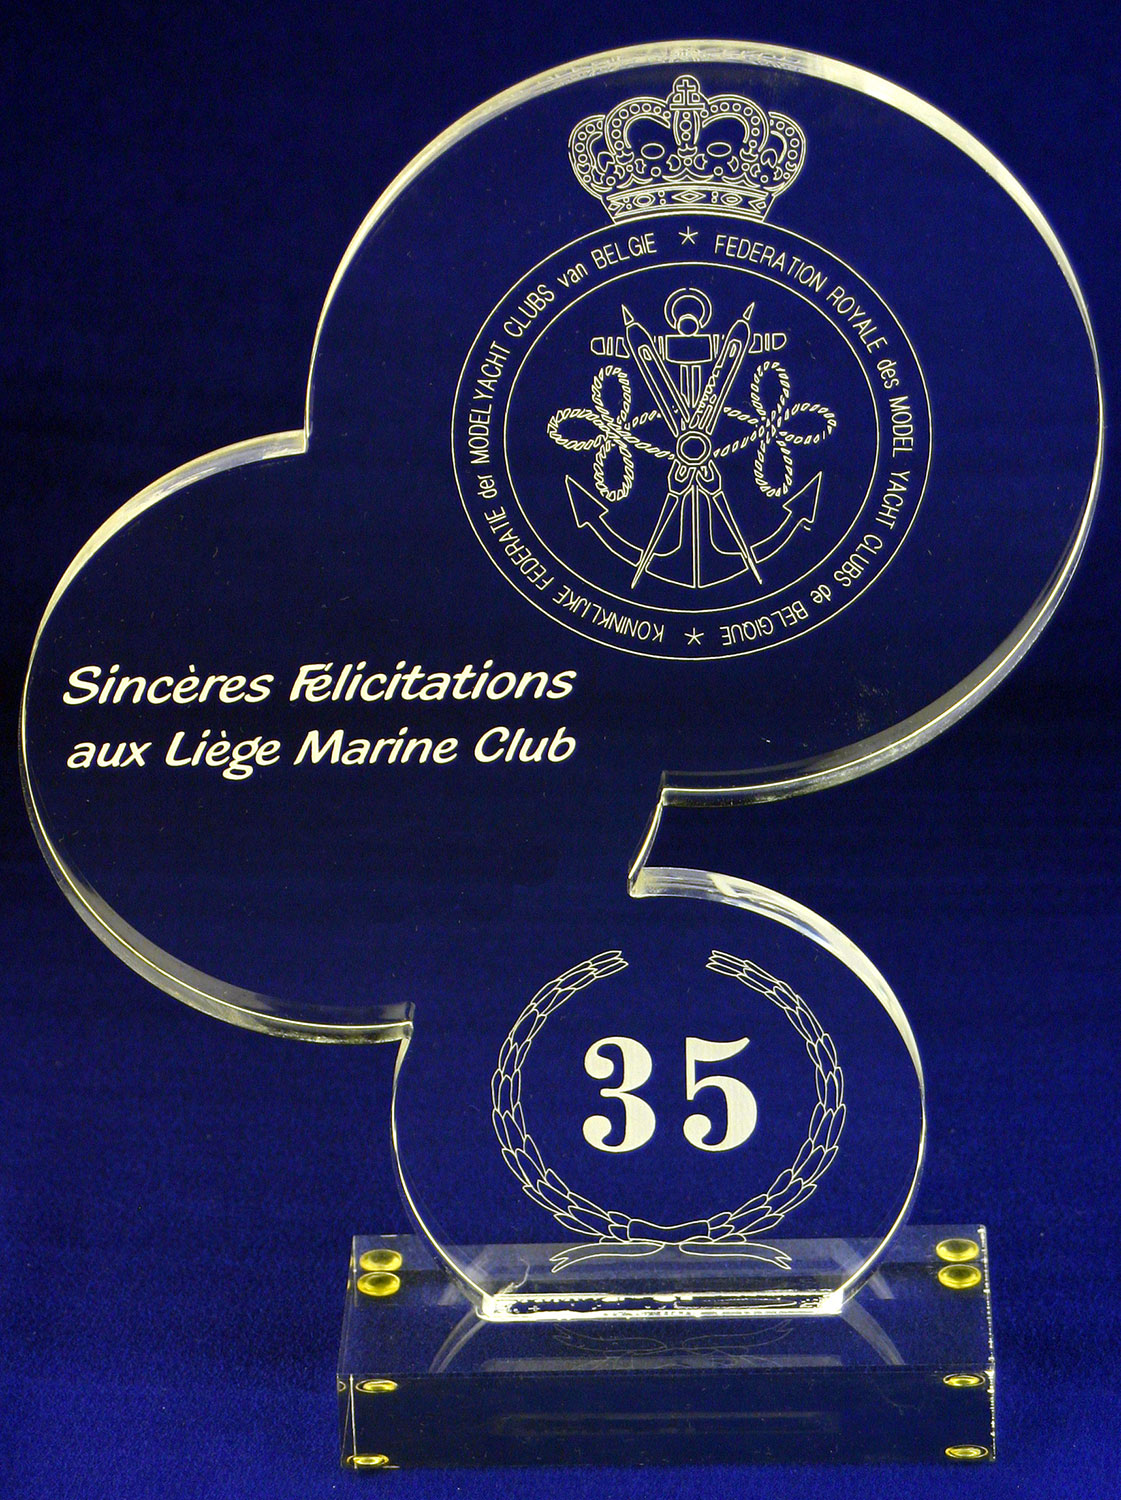 KONINKLIJKE FEDERATIE der MODELYACHT CLUBS van BELGIE ★ FEDERATION ROYALE des MODEL YACHT CLUBS de BELGIQUE ★
Sincères Félicitations
aux Liège Marine Club
35